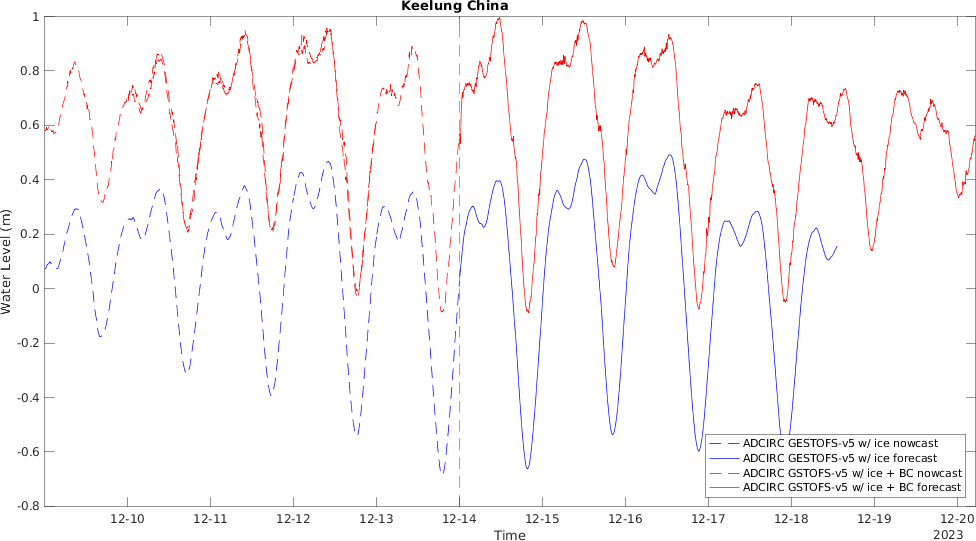 Keelung China
Water Level (m)
1
0.8
0.6
0.4
0.2
0
-0.2
-0.4
-0.6
-0.8
ADCIRC GESTOFS-v5 w/ ice nowcast
ADCIRC GESTOFS-v5 w/ ice forecast
ADCIRC GSTOFS-v5 w/ ice + BC nowcast
ADCIRC GSTOFS-v5 w/ ice + BC forecast
12-10 12-11 12-12 12-13 12-14 12-15 12-16 12-17 12-18 12-19 12-20
Time
2023